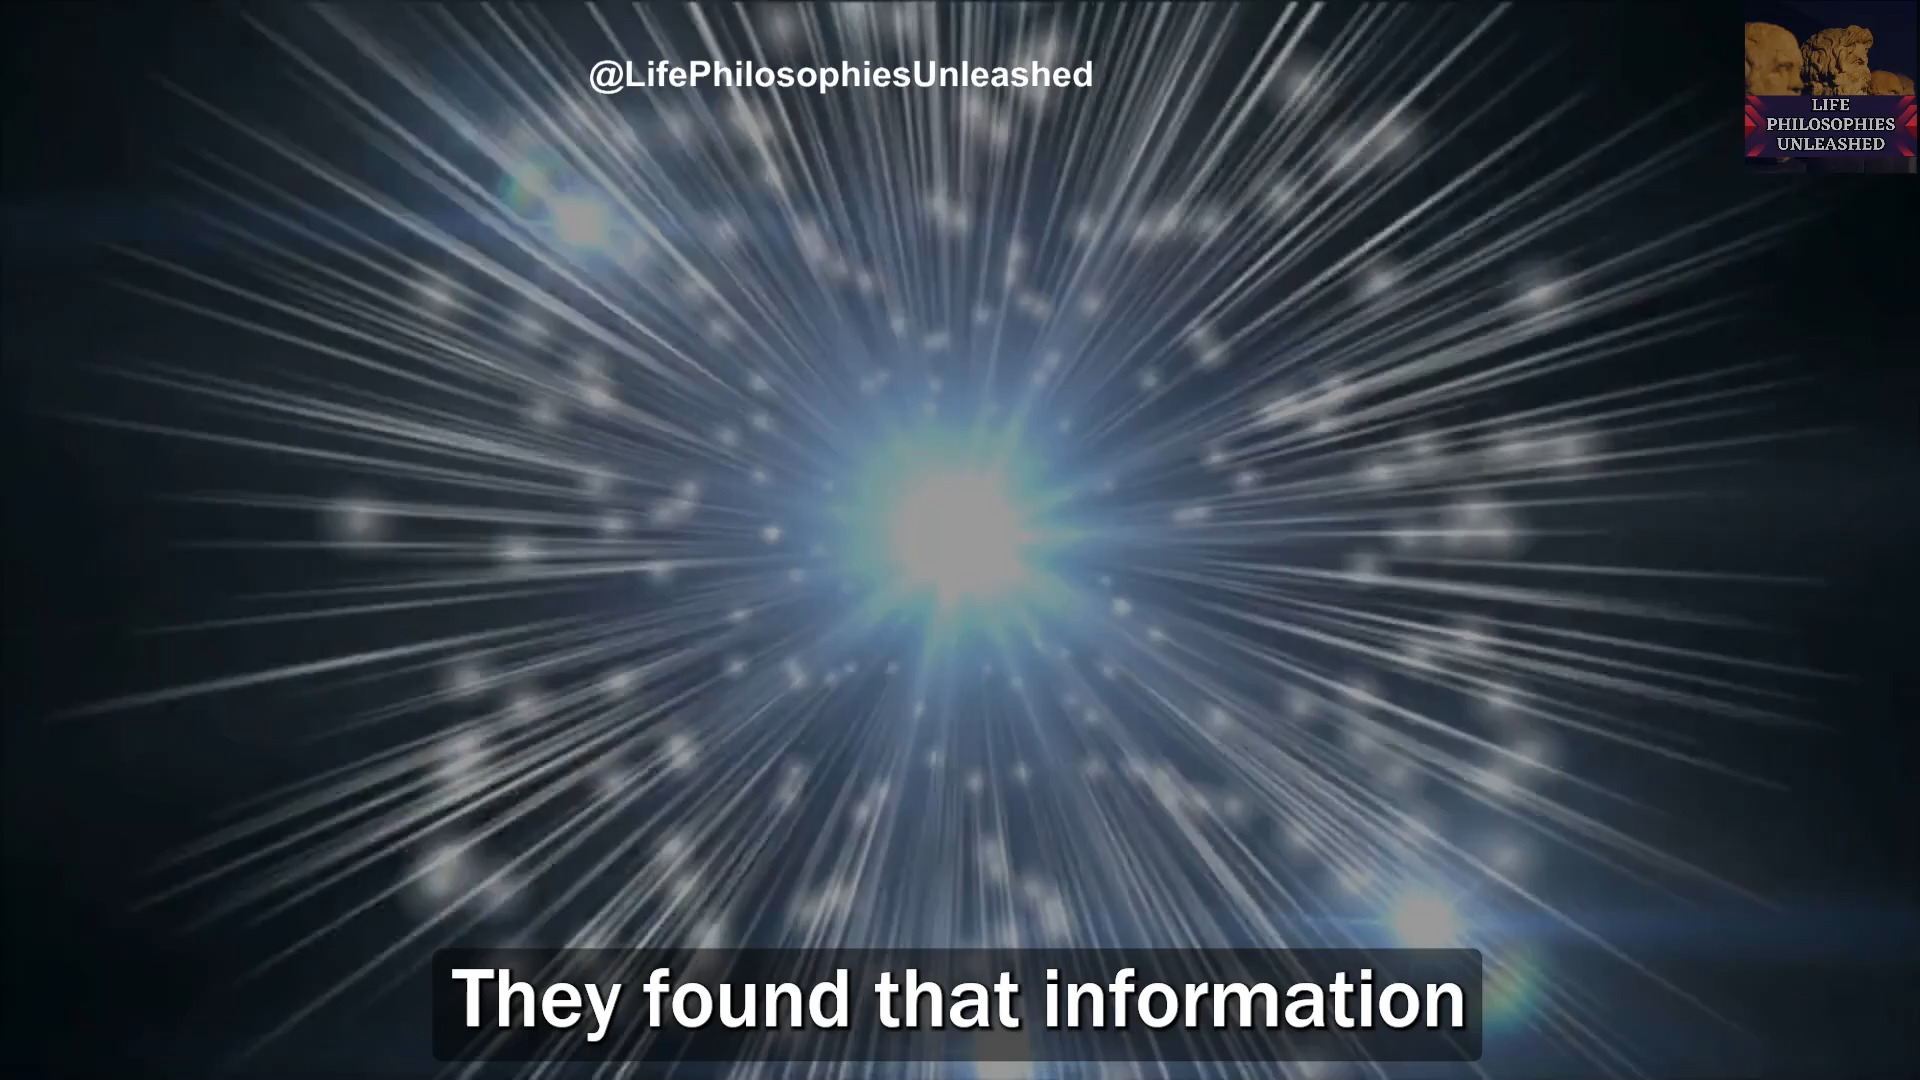 @LifePhilosophiesUnleashed
LIFE
PHILOSOPHIES
UNLEASHED
They found that information